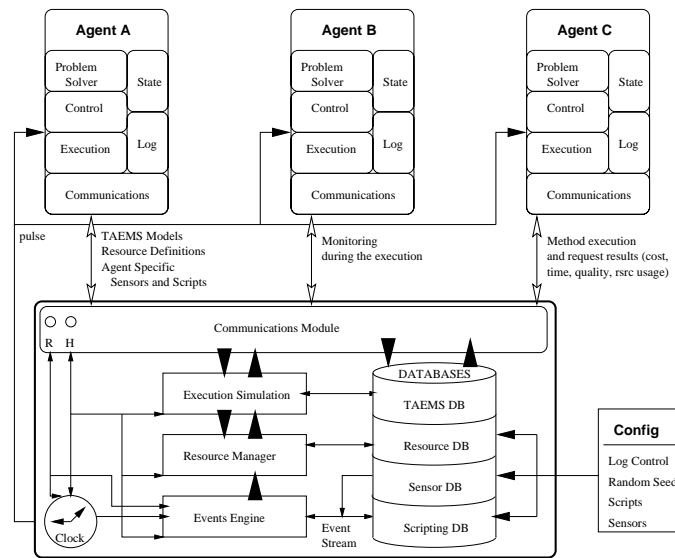 Agent A
Problem
Solver
State
Control
Log
Execution
Communications
Agent B
Problem
Solver
State
Control
Log
Execution
Communications
Agent C
Problem
Solver
State
Control
Log
Execution
Communications
pulse
TAEMS Models
Resource Definitions
Agent Specific
Sensors and Scripts
Monitoring
during the execution
Method execution
and request results (cost,
time, quality, rsrc usage)
Communications Module
R H
DATABASES
Execution Simulation
TAEMS DB
Resource Manager
Resource DB
Sensor DB
Events Engine
Scripting DB
Clock
Event
Stream
Config
Log Control
Random Seed
Scripts
Sensors